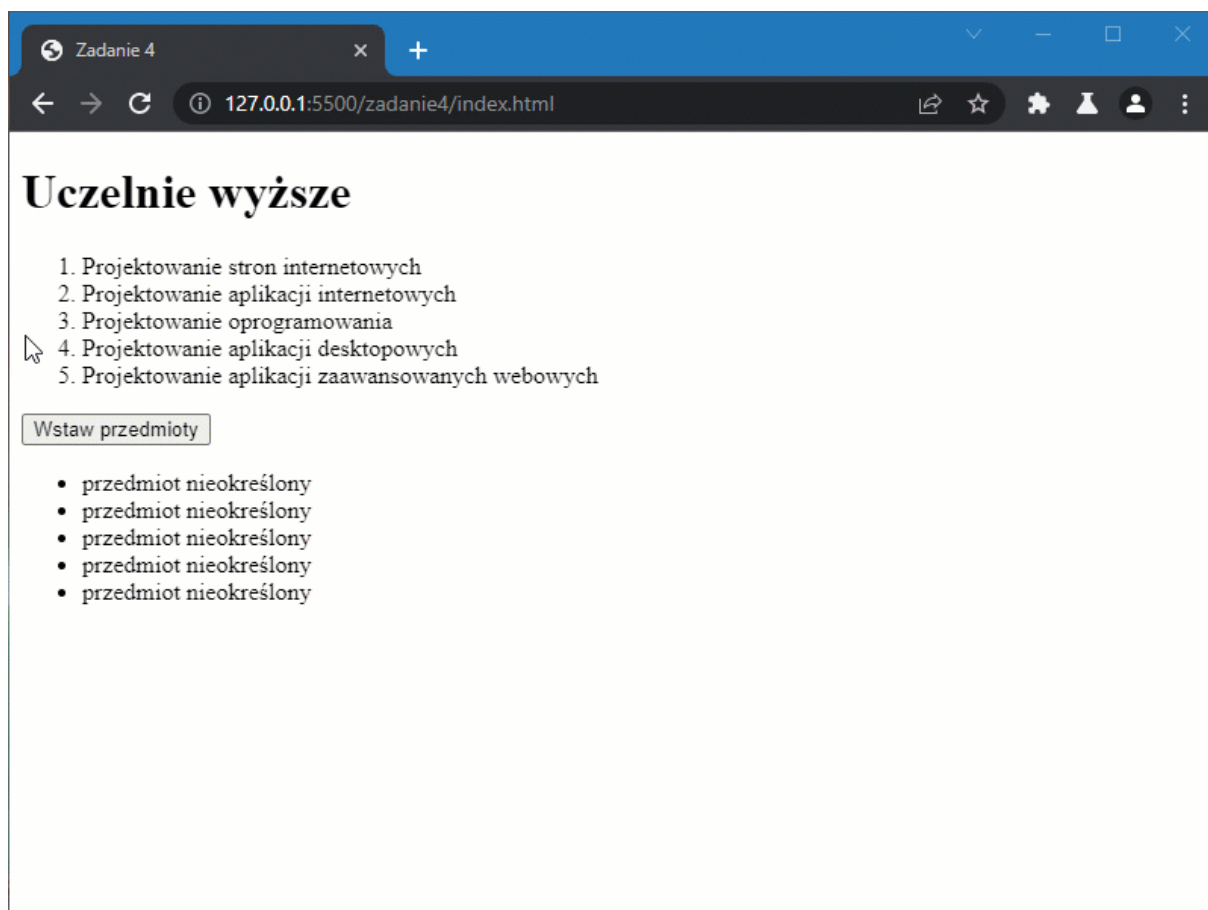 Zadanie 4
127.0.0.1:5500/zadanie4/index.html
Uczelnie wyższe
1. Projektowanie stron internetowych
2. Projektowanie aplikacji internetowych
3. Projektowanie oprogramowania
4. Projektowanie aplikacji desktopowych
5. Projektowanie aplikacji zaawansowanych webowych
Wstaw przedmioty
• przedmiot nieokreślony
• przedmiot nieokreślony
• przedmiot nieokreślony
• przedmiot nieokreślony
• przedmiot nieokreślony